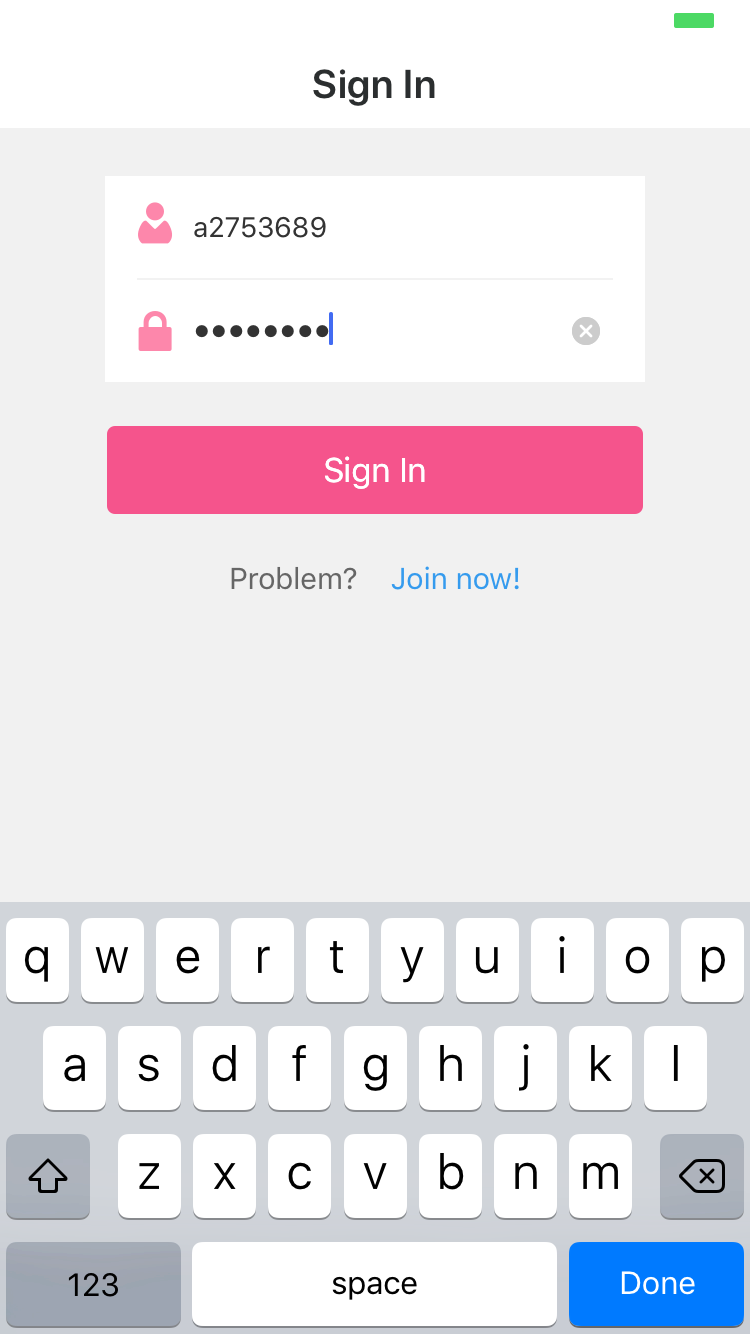 Sign In
a2753689
••••••••
Sign In
Problem? Join now!
q w e r t y u i o p
a s d f g h j k l
z x c v b n m
123 space Done